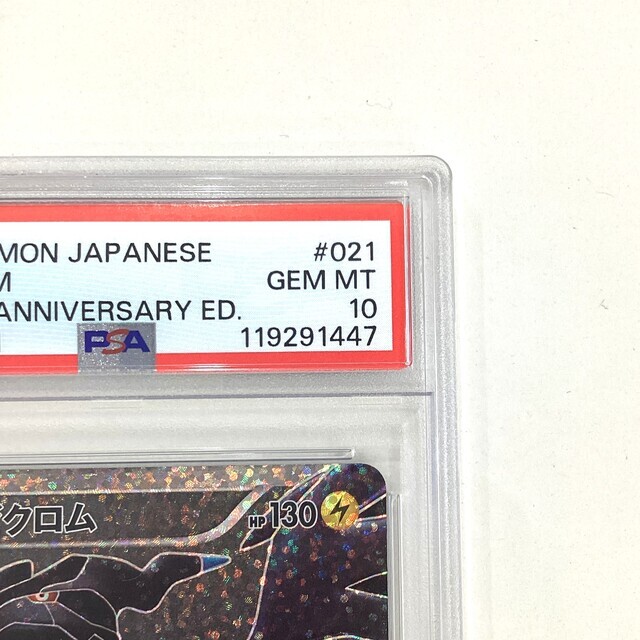 MON JAPANESE #021
M GEM MT
ANNIVERSARY ED. 10
PSA 119291447
クロム HP130